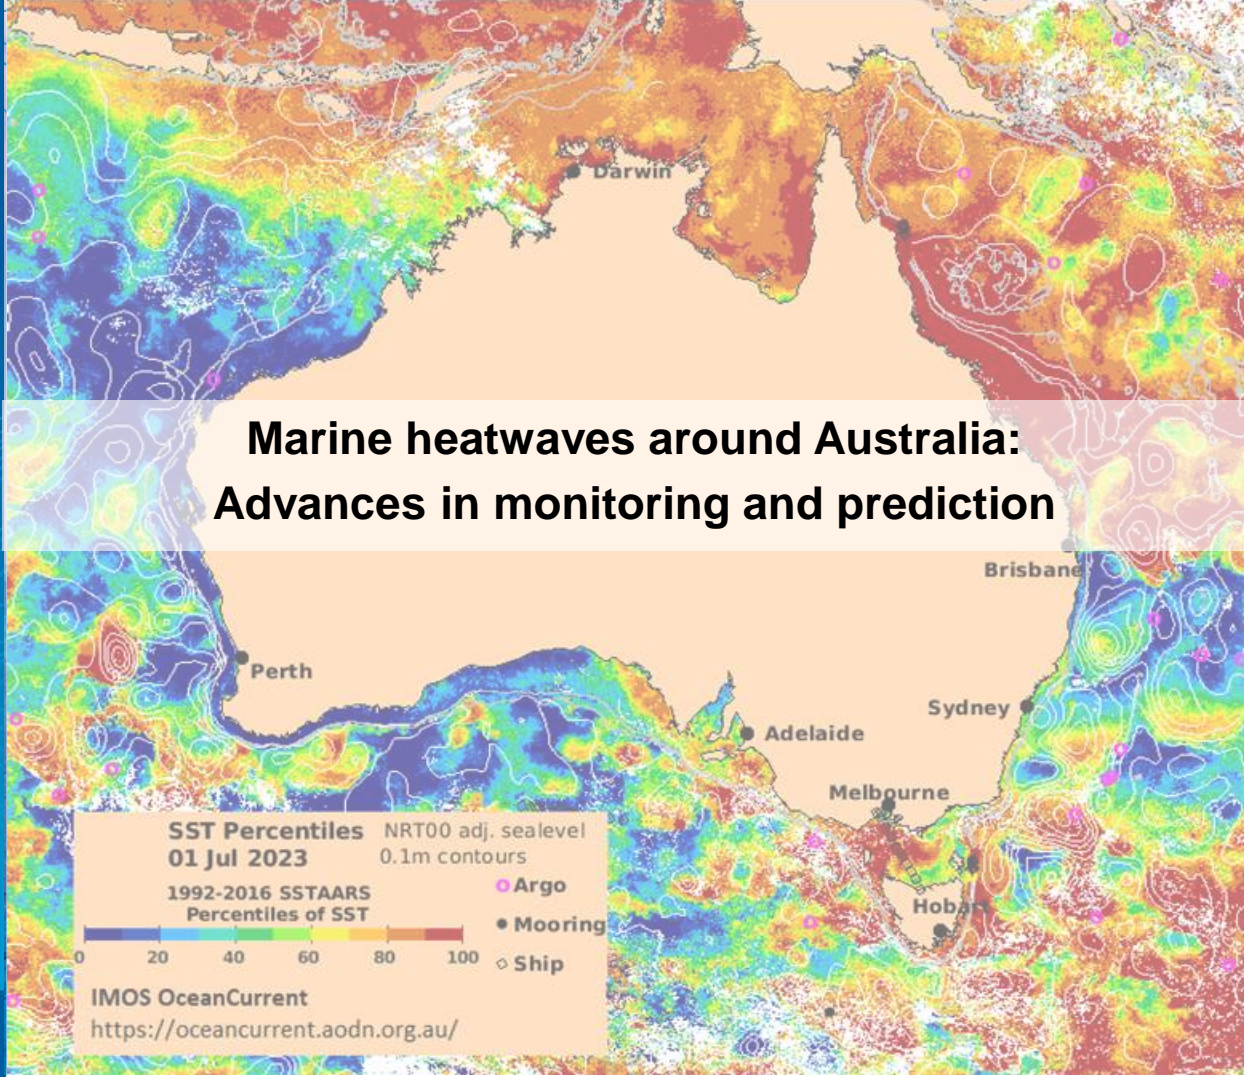 Darwin
Marine heatwaves around Australia:
Advances in monitoring and prediction
Brisbane
Perth
Sydney
Adelaide
Melbourne
Hobart
SST Percentiles NRT00 adj. sealevel
01 Jul 2023 0.1m contours
1992-2016 SSTAARS
Percentiles of SST
0 20 40 60 80 100
Argo
Mooring
Ship
IMOS OceanCurrent
https://oceancurrent.aodn.org.au/